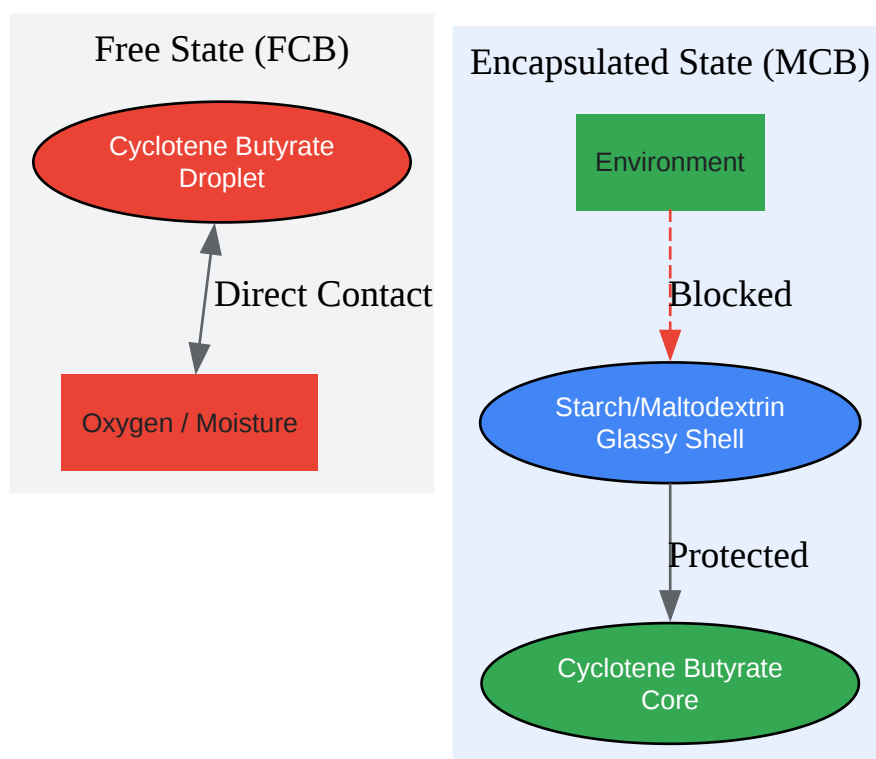 Free State (FCB)
Cyclotene Butyrate
Droplet
Direct Contact
Oxygen / Moisture
Encapsulated State (MCB)
Environment
Blocked
Starch/Maltodextrin
Glassy Shell
Protected
Cyclotene Butyrate
Core